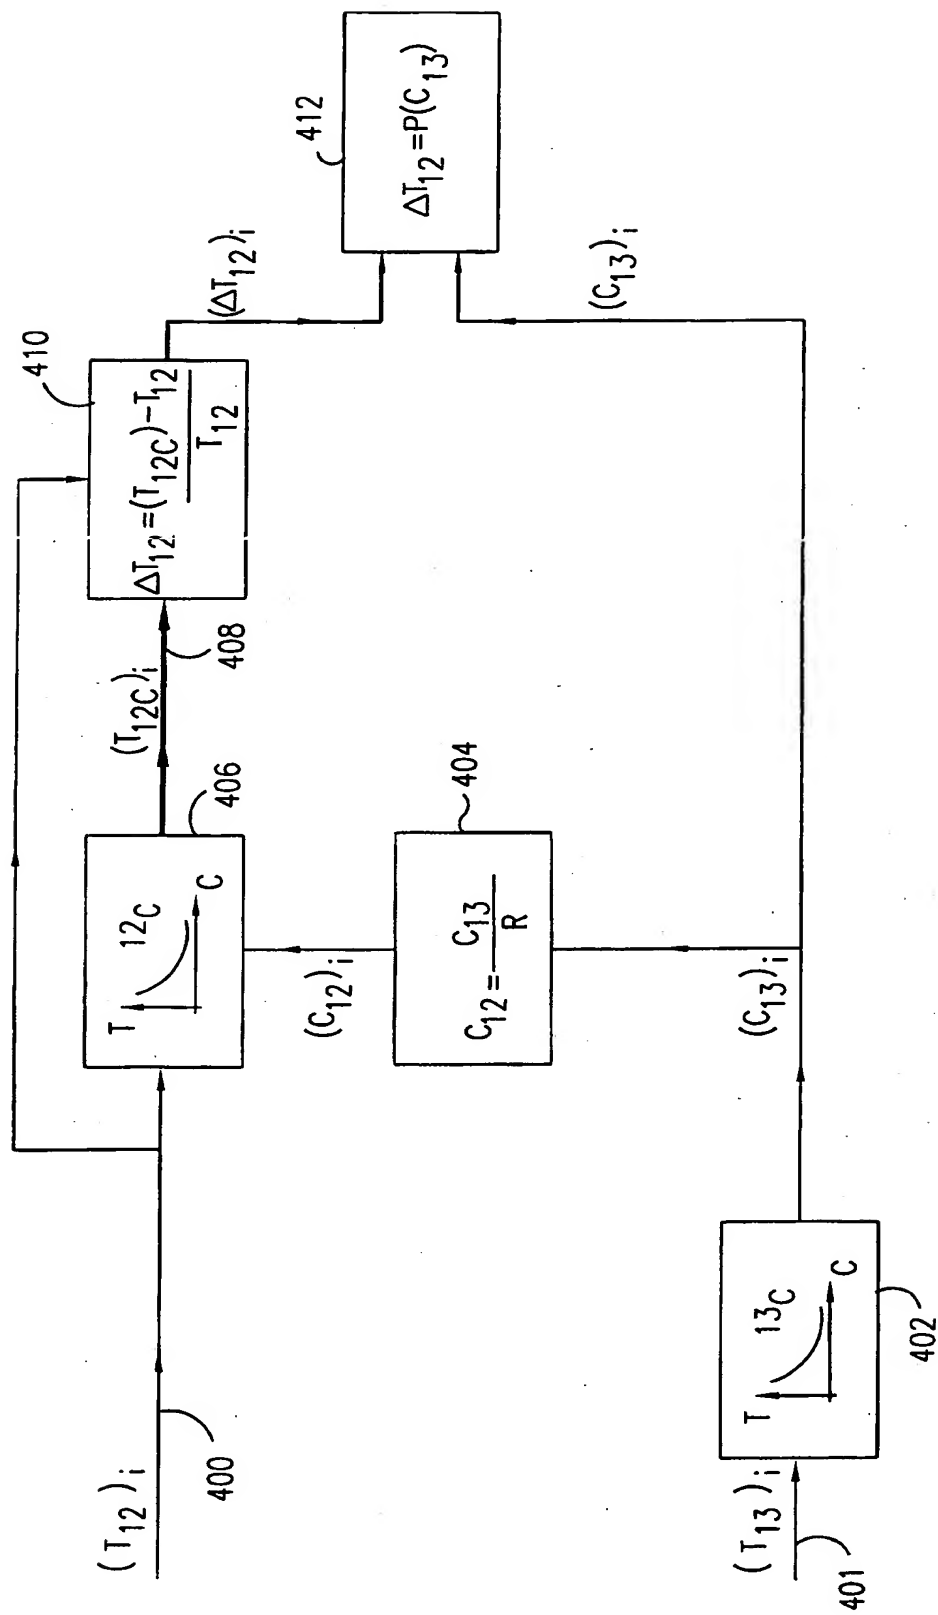 (T12)i
400
T
12C
C
406
(T12C)i
408
410
ΔT12=(T12C)-T12
T12
(ΔT12)i
412
ΔT12=P(C13)
(C12)i
C12=
C13
R
404
(T13)i
401
T
13C
C
402
(C13)i
(C13)i